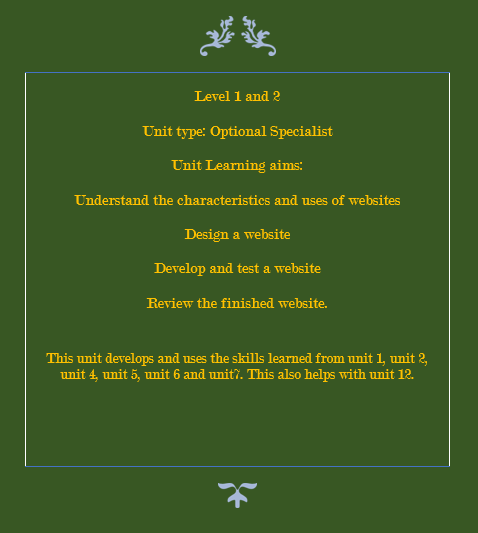 Level 1 and 2
Unit type: Optional Specialist
Unit Learning aims:
Understand the characteristics and uses of websites
Design a website
Develop and test a website
Review the finished website.
This unit develops and uses the skills learned from unit 1, unit 2,
unit 4, unit 5, unit 6 and unit7. This also helps with unit 12.